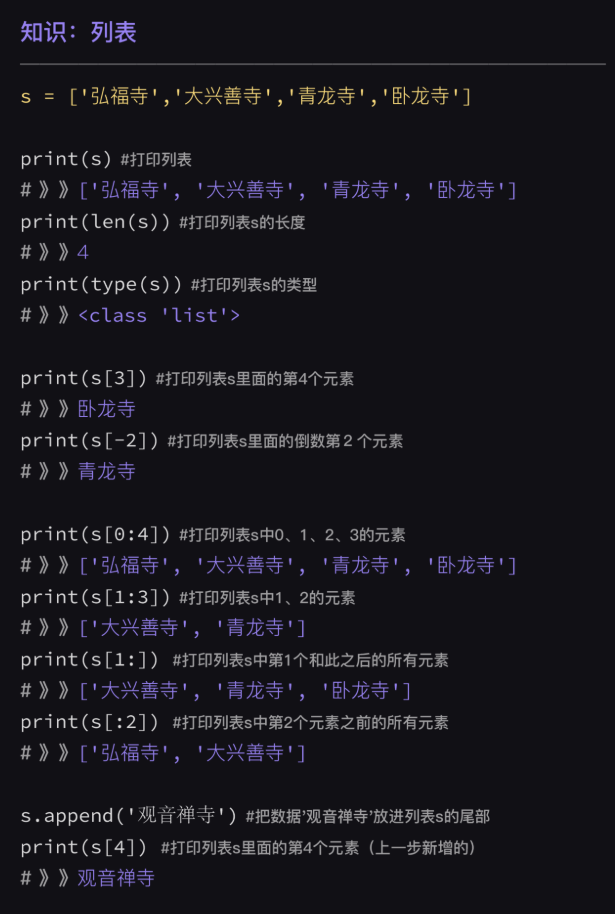 知识：列表
s = ['弘福寺','大兴善寺','青龙寺','卧龙寺']
print(s) #打印列表
# 》》['弘福寺', '大兴善寺', '青龙寺', '卧龙寺']
print(len(s)) #打印列表s的长度
# 》》4
print(type(s)) #打印列表s的类型
# 》》<class 'list'>
print(s[3]) #打印列表s里面的第4个元素
# 》》卧龙寺
print(s[-2]) #打印列表s里面的倒数第２个元素
# 》》青龙寺
print(s[0:4]) #打印列表s中0、1、2、3的元素
# 》》['弘福寺', '大兴善寺', '青龙寺', '卧龙寺']
print(s[1:3]) #打印列表s中1、2的元素
# 》》['大兴善寺', '青龙寺']
print(s[1:]) #打印列表s中第1个和此之后的所有元素
# 》》['大兴善寺', '青龙寺', '卧龙寺']
print(s[:2]) #打印列表s中第2个元素之前的所有元素
# 》》['弘福寺', '大兴善寺']
s.append('观音禅寺') #把数据'观音禅寺'放进列表s的尾部
print(s[4]) #打印列表s里面的第4个元素（上一步新增的）
# 》》观音禅寺